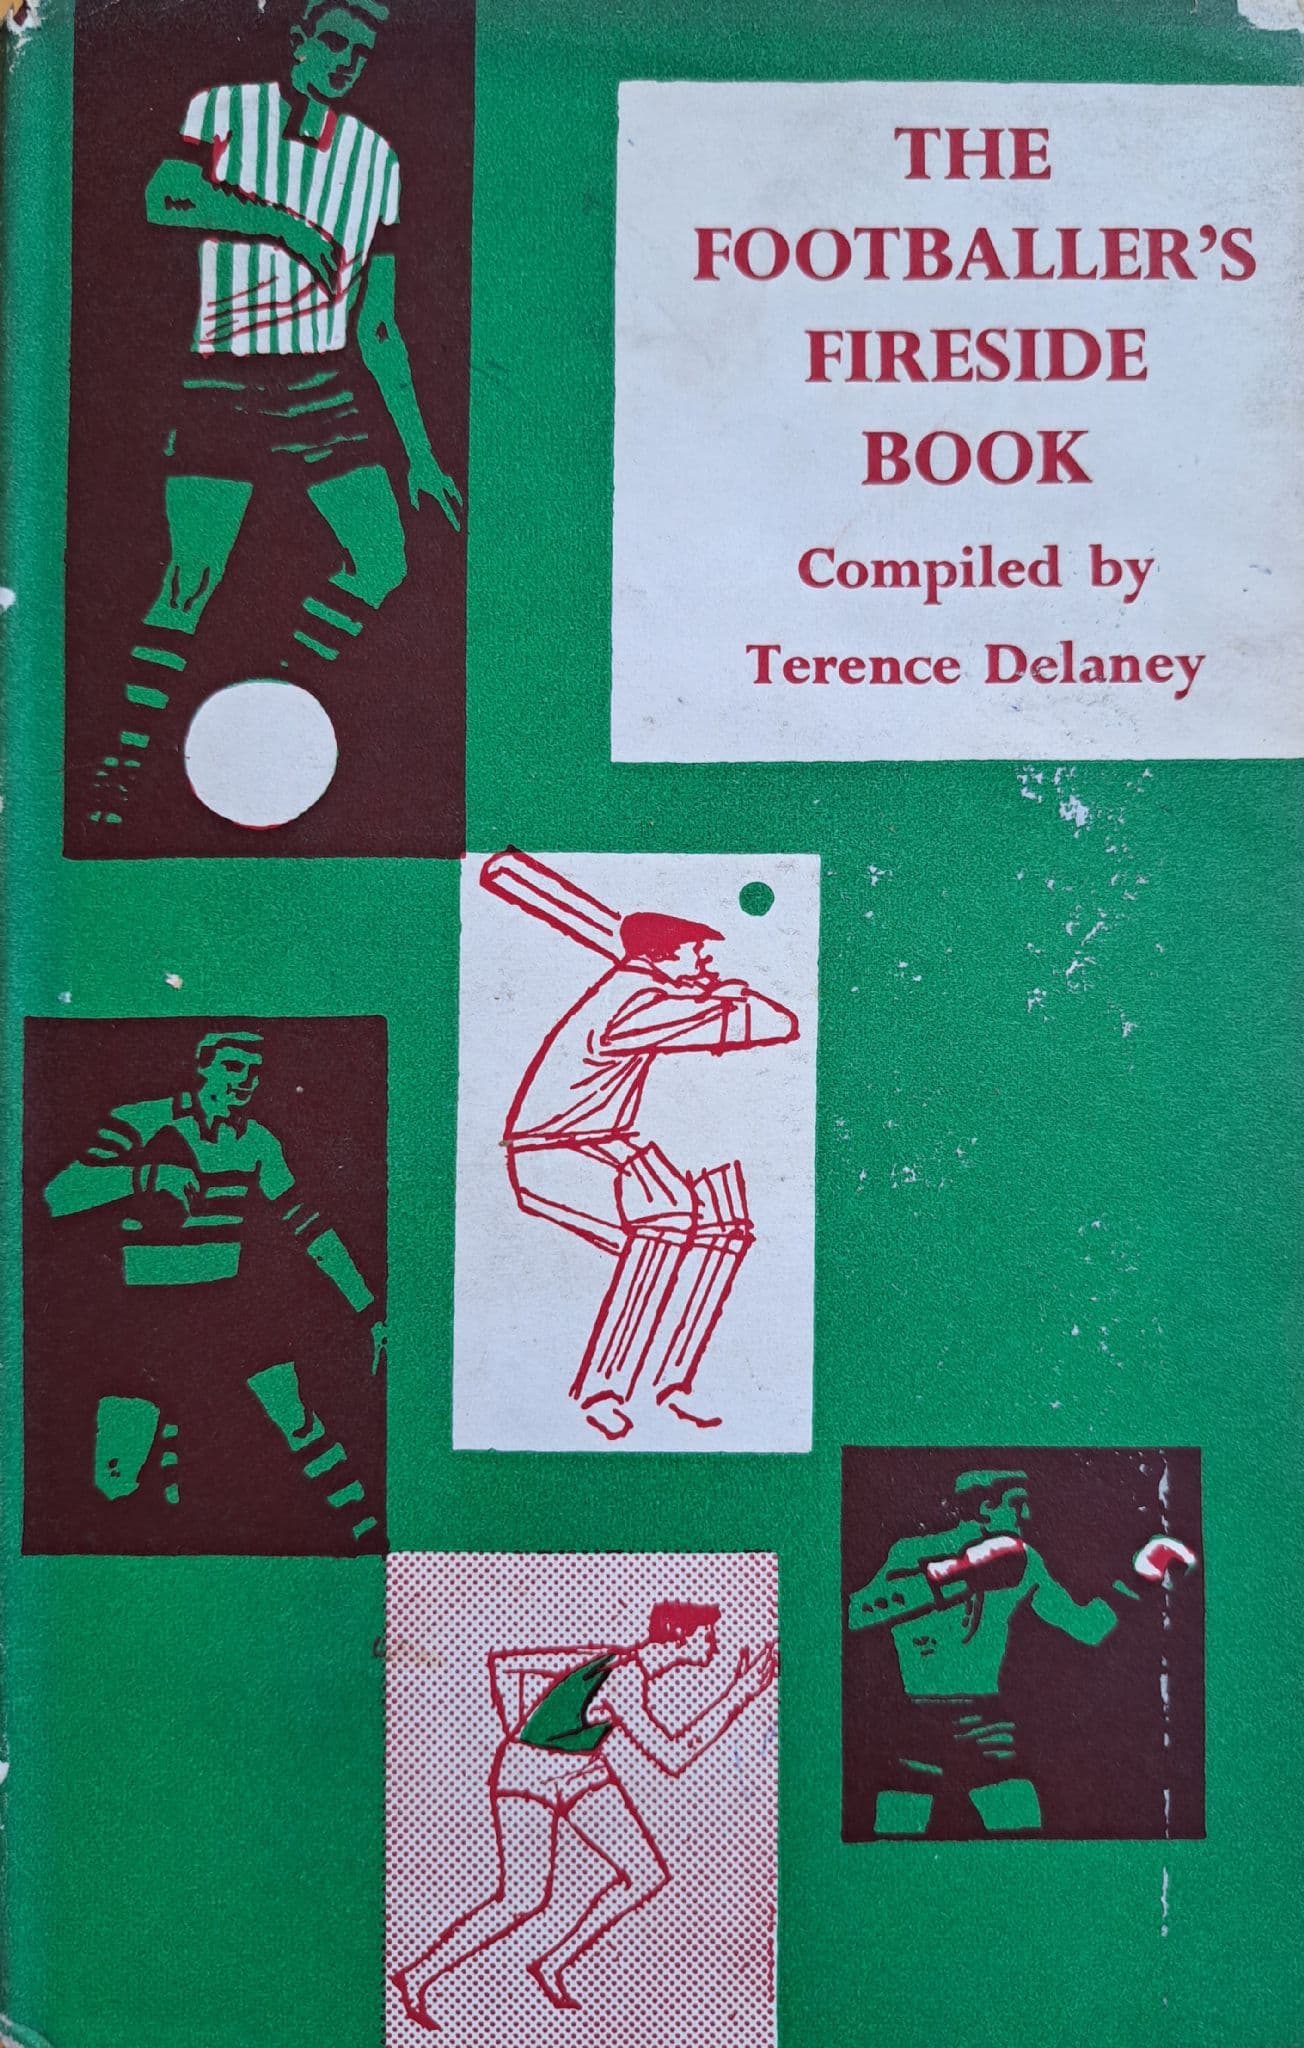 THE
FOOTBALLER’S
FIRESIDE
BOOK
Compiled by
Terence Delaney